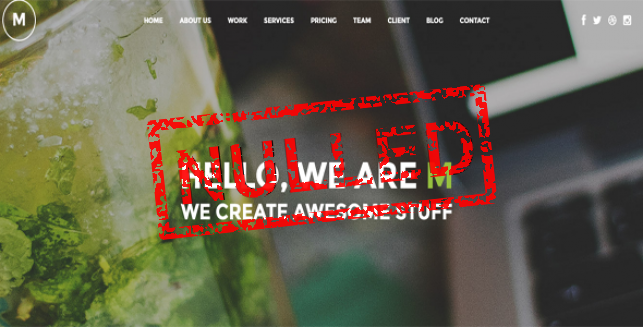 M
HOME ABOUT US WORK SERVICES PRICING TEAM CLIENT BLOG CONTACT
NULLED
HELLO, WE ARE M
WE CREATE AWESOME STUFF